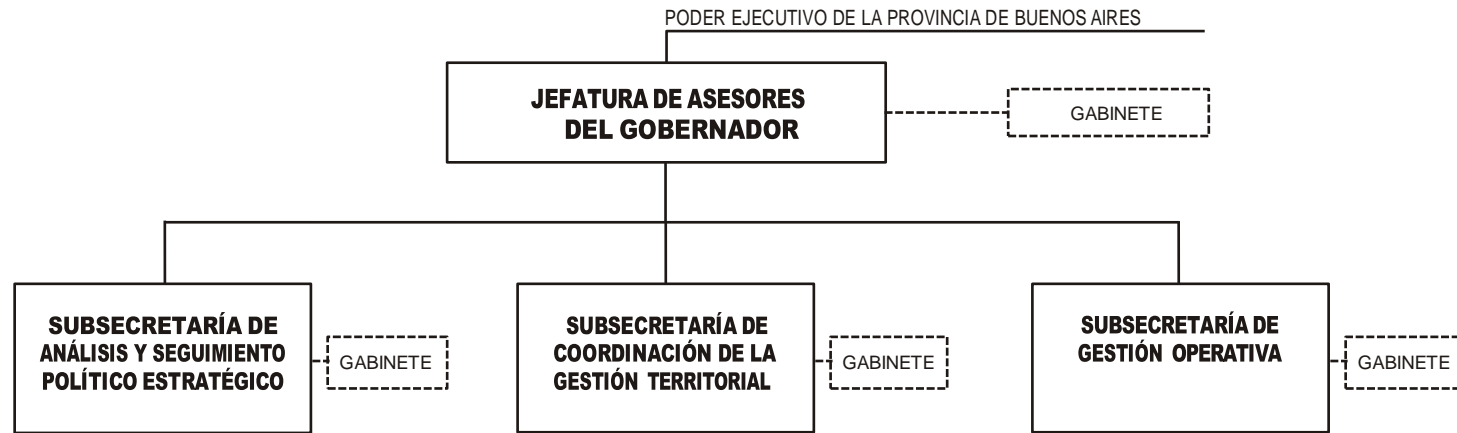 PODER EJECUTIVO DE LA PROVINCIA DE BUENOS AIRES
JEFATURA DE ASESORES
DEL GOBERNADOR
GABINETE
SUBSECRETARÍA DE
ANÁLISIS Y SEGUIMIENTO
POLÍTICO ESTRATÉGICO
GABINETE
SUBSECRETARÍA DE
COORDINACIÓN DE LA
GESTIÓN TERRITORIAL
GABINETE
SUBSECRETARÍA DE
GESTIÓN OPERATIVA
GABINETE